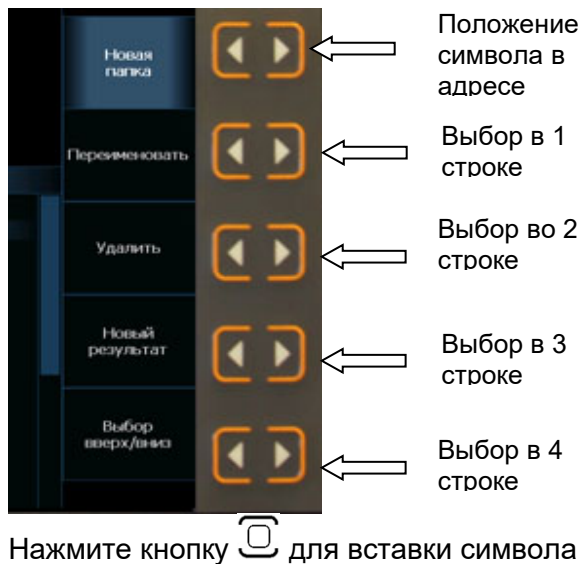 Новая
папка
Положение
символа в
адресе
Переименовать
Выбор в 1
строке
Удалить
Выбор во 2
строке
Новый
результат
Выбор в 3
строке
Выбор
вверх/вниз
Выбор в 4
строке
Нажмите кнопку для вставки символа